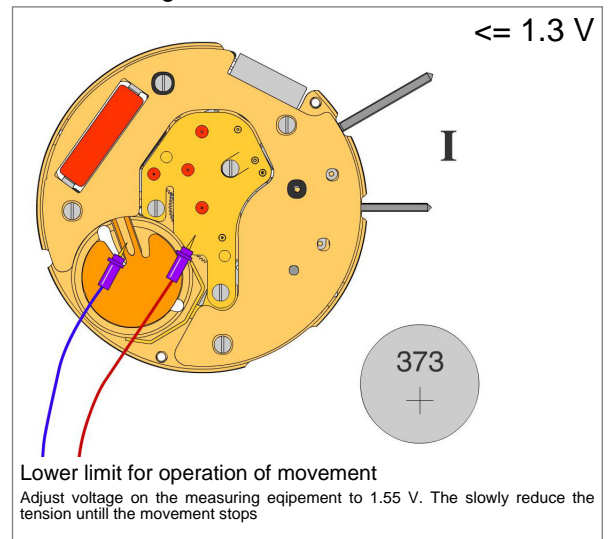 <= 1.3 V
I
373
Lower limit for operation of movement
Adjust voltage on the measuring eqipement to 1.55 V. The slowly reduce the
tension untill the movement stops